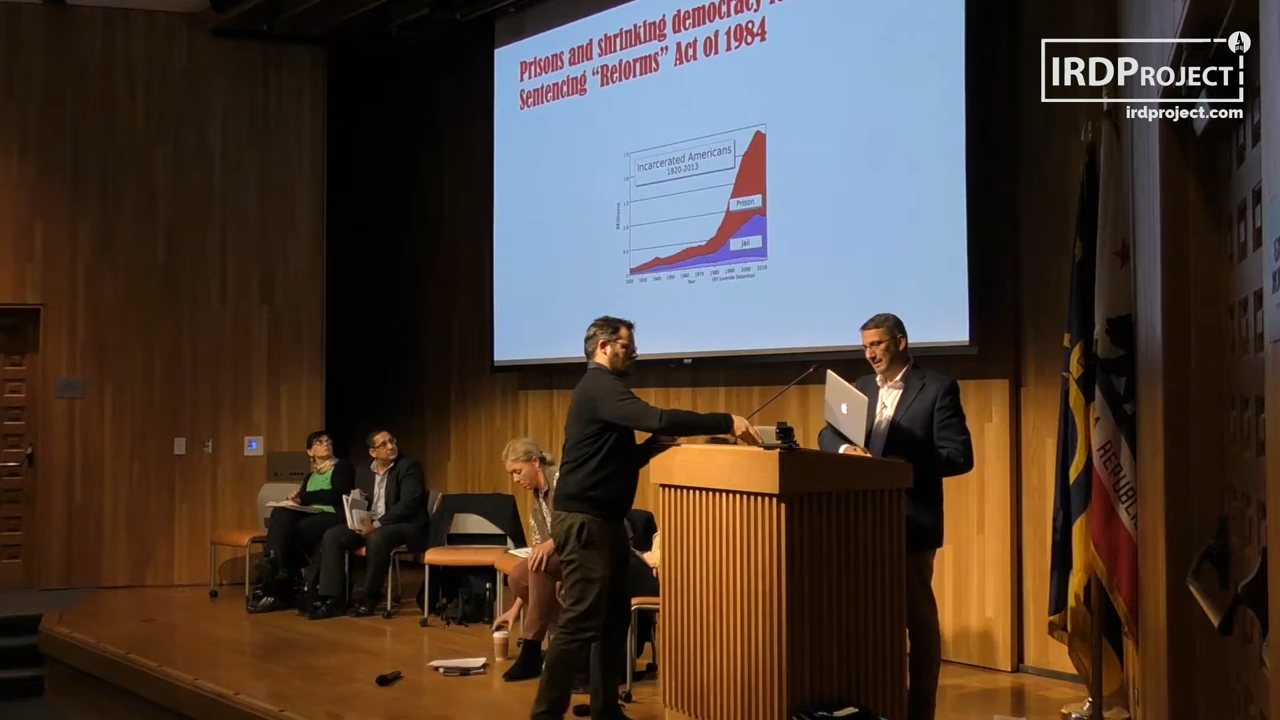 Prisons and shrinking democracy
Sentencing “Reforms” Act of 1984
Incarcerated Americans
1920-2013
Prison
Jail
Year
IRDPROJECT
irdproject.com
REPUBLIC